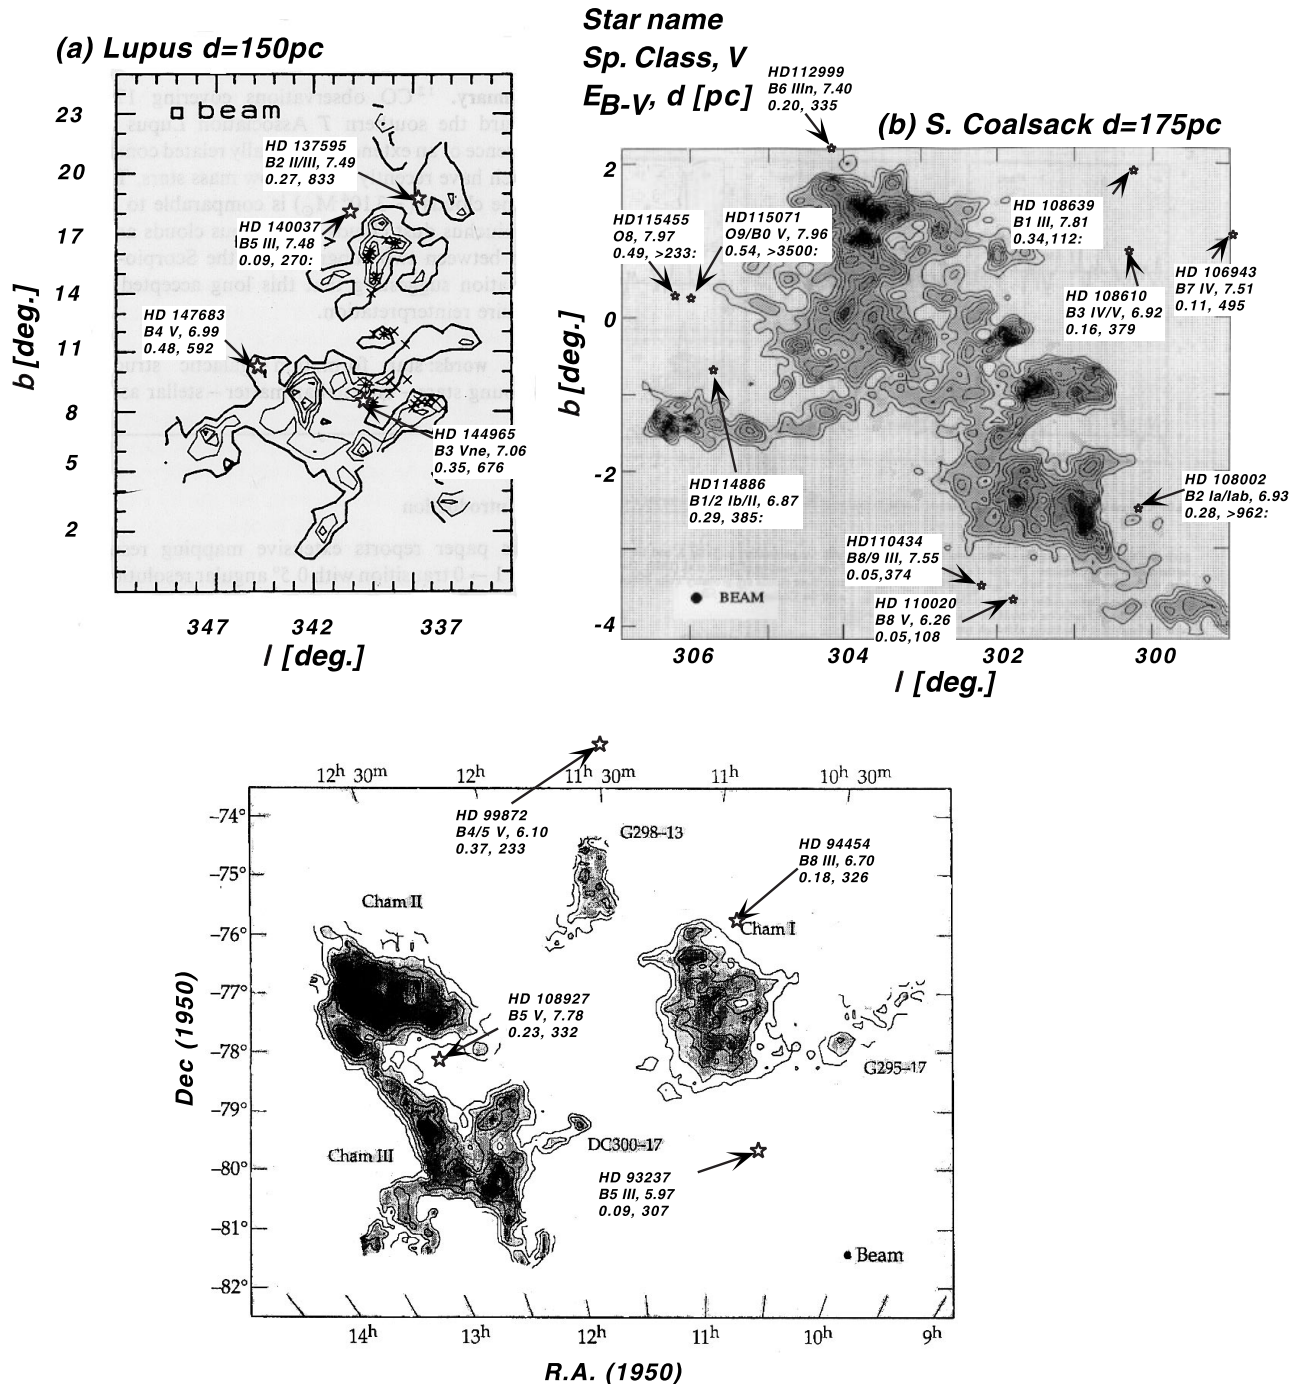 (a) Lupus d=150pc
Star name
Sp. Class, V
E_B-V, d [pc]
(b) S. Coalsack d=175pc
beam
HD 137595
B2 II/III, 7.49
0.27, 833
HD 140037
B5 III, 7.48
0.09, 270:
HD 147683
B4 V, 6.99
0.48, 592
HD 144965
B3 Vne, 7.06
0.35, 676
23
20
17
14
11
8
5
2
b [deg.]
347
342
337
l [deg.]
HD112999
B6 IIIn, 7.40
0.20, 335
HD115455
O8, 7.97
0.49, >233:
HD115071
O9/B0 V, 7.96
0.54, >3500:
HD 108639
B1 III, 7.81
0.34,112:
HD 106943
B7 IV, 7.51
0.11, 495
HD 108610
B3 IV/V, 6.92
0.16, 379
HD114886
B1/2 Ib/II, 6.87
0.29, 385:
HD 108002
B2 Ia/Iab, 6.93
0.28, >962:
HD110434
B8/9 III, 7.55
0.05,374
HD 110020
B8 V, 6.26
0.05,108
BEAM
2
0
-2
-4
b [deg.]
306
304
302
300
l [deg.]
12h 30m
12h
11h 30m
11h
10h 30m
HD 99872
B4/5 V, 6.10
0.37, 233
G298-13
HD 94454
B8 III, 6.70
0.18, 326
Cham II
Cham I
HD 108927
B5 V, 7.78
0.23, 332
G295-17
Cham III
DC300-17
HD 93237
B5 III, 5.97
0.09, 307
Beam
-74°
-75°
-76°
-77°
-78°
-79°
-80°
-81°
-82°
Dec (1950)
14h
13h
12h
11h
10h
9h
R.A. (1950)